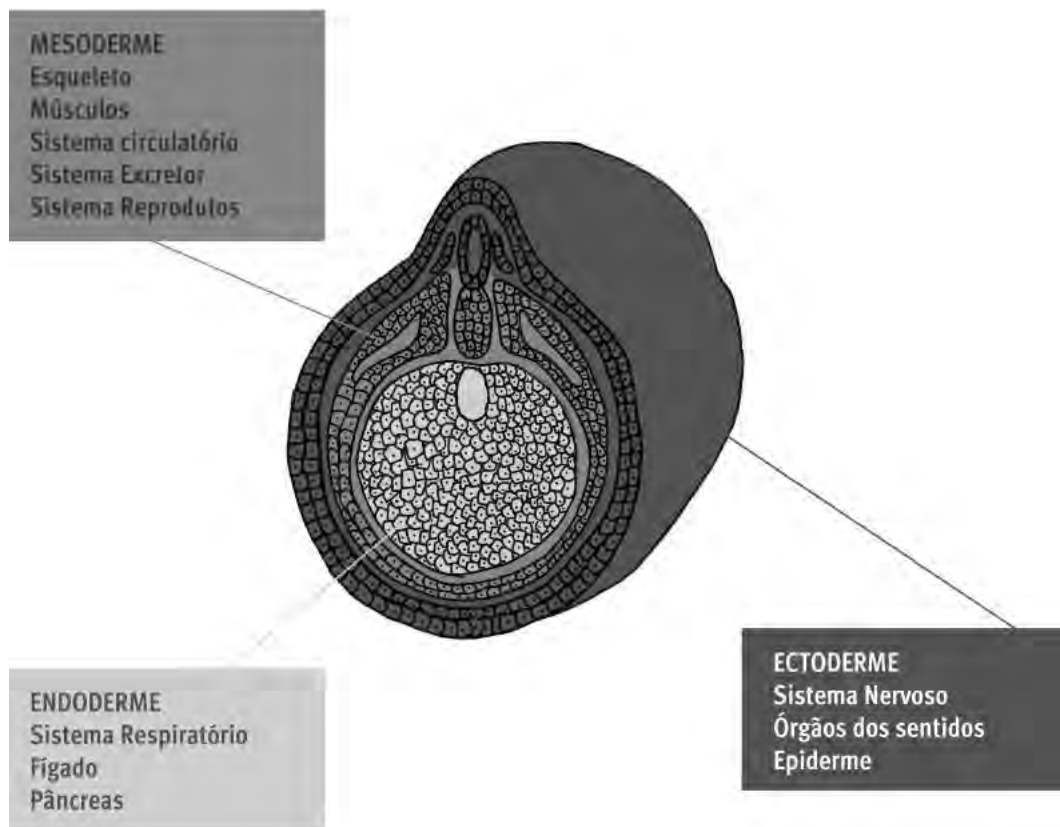 MESODERME
Esqueleto
Músculos
Sistema circulatório
Sistema Excretor
Sistema Reprodutos
ENDODERME
Sistema Respiratório
Fígado
Pâncreas
ECTODERME
Sistema Nervoso
Órgãos dos sentidos
Epiderme